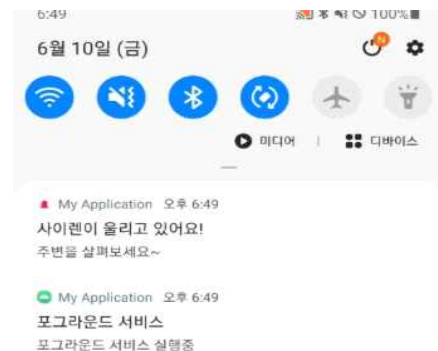 6:49 100%
6월 10일 (금)
N
미디어 | 디바이스
My Application 오후 6:49
사이렌이 울리고 있어요!
주변을 살펴보세요~
My Application 오후 6:49
포그라운드 서비스
포그라운드 서비스 실행중